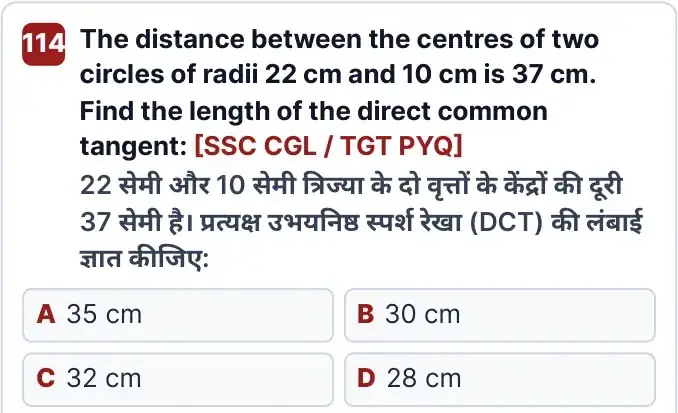 114 The distance between the centres of two
circles of radii 22 cm and 10 cm is 37 cm.
Find the length of the direct common
tangent: [SSC CGL / TGT PYQ]
22 सेमी और 10 सेमी त्रिज्या के दो वृत्तों के केंद्रों की दूरी
37 सेमी है। प्रत्यक्ष उभयनिष्ठ स्पर्श रेखा (DCT) की लंबाई
ज्ञात कीजिए:
A 35 cm
B 30 cm
C 32 cm
D 28 cm